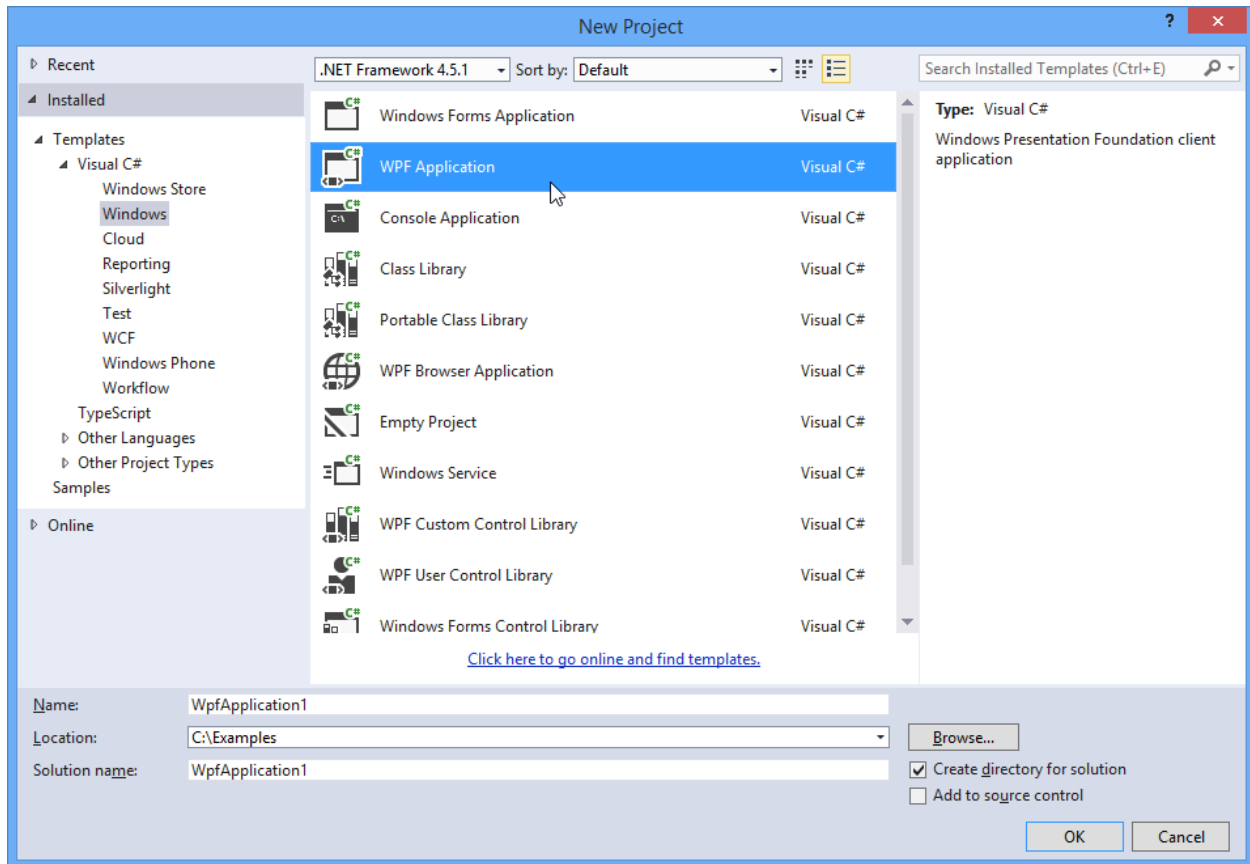 New Project
?
Recent
Installed
Templates
Visual C#
Windows Store
Windows
Cloud
Reporting
Silverlight
Test
WCF
Windows Phone
Workflow
TypeScript
Other Languages
Other Project Types
Samples
Online
.NET Framework 4.5.1 Sort by: Default
C# Windows Forms Application Visual C#
C# WPF Application Visual C#
C# C:\ Console Application Visual C#
C# Class Library Visual C#
C# Portable Class Library Visual C#
C# WPF Browser Application Visual C#
C# Empty Project Visual C#
C# Windows Service Visual C#
C# WPF Custom Control Library Visual C#
C# WPF User Control Library Visual C#
C# Windows Forms Control Library Visual C#
Click here to go online and find templates.
Search Installed Templates (Ctrl+E)
Type: Visual C#
Windows Presentation Foundation client
application
Name: WpfApplication1
Location: C:\Examples Browse...
Solution name: WpfApplication1
Create directory for solution
Add to source control
OK Cancel